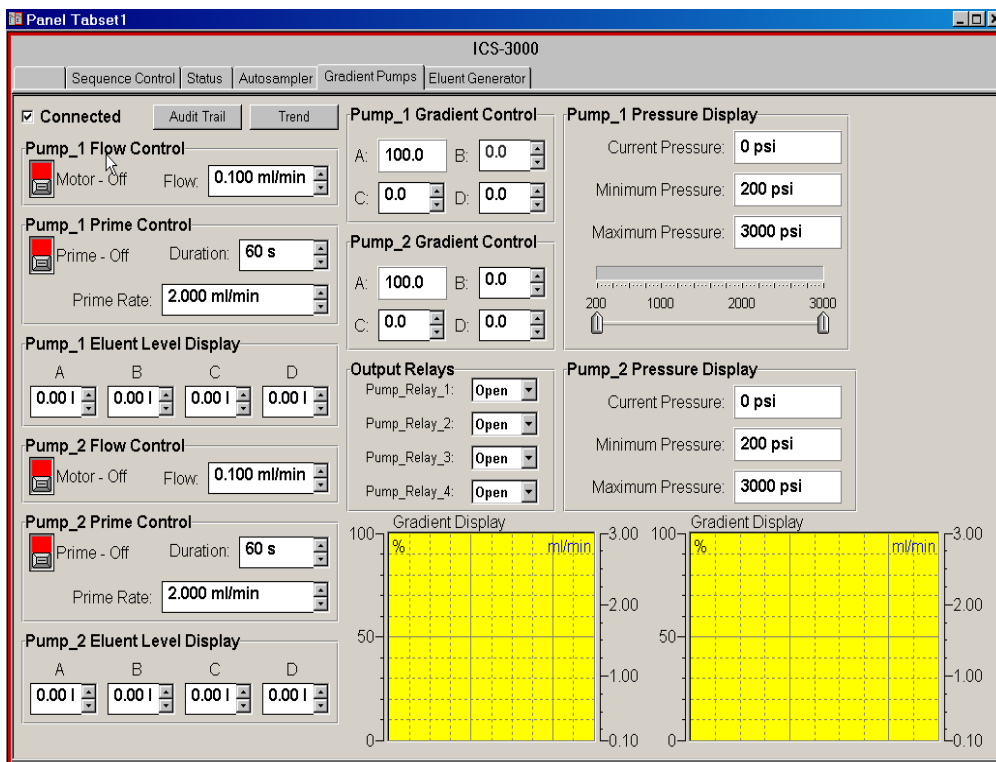 Panel Tabset1
ICS-3000
Sequence Control Status Autosampler Gradient Pumps Eluent Generator
Connected Audit Trail Trend
Pump_1 Flow Control
Motor - Off Flow: 0.100 ml/min
Pump_1 Prime Control
Prime - Off Duration: 60 s
Prime Rate: 2.000 ml/min
Pump_1 Eluent Level Display
A B C D
0.00 l 0.00 l 0.00 l 0.00 l
Pump_2 Flow Control
Motor - Off Flow: 0.100 ml/min
Pump_2 Prime Control
Prime - Off Duration: 60 s
Prime Rate: 2.000 ml/min
Pump_2 Eluent Level Display
A B C D
0.00 l 0.00 l 0.00 l 0.00 l
Pump_1 Gradient Control
A: 100.0 B: 0.0
C: 0.0 D: 0.0
Pump_2 Gradient Control
A: 100.0 B: 0.0
C: 0.0 D: 0.0
Output Relays
Pump_Relay_1: Open
Pump_Relay_2: Open
Pump_Relay_3: Open
Pump_Relay_4: Open
Pump_1 Pressure Display
Current Pressure: 0 psi
Minimum Pressure: 200 psi
Maximum Pressure: 3000 psi
200 1000 2000 3000
Pump_2 Pressure Display
Current Pressure: 0 psi
Minimum Pressure: 200 psi
Maximum Pressure: 3000 psi
Gradient Display
100 % ml/min 3.00
2.00
50
1.00
0 0.10
Gradient Display
100 % ml/min 3.00
2.00
50
1.00
0 0.10